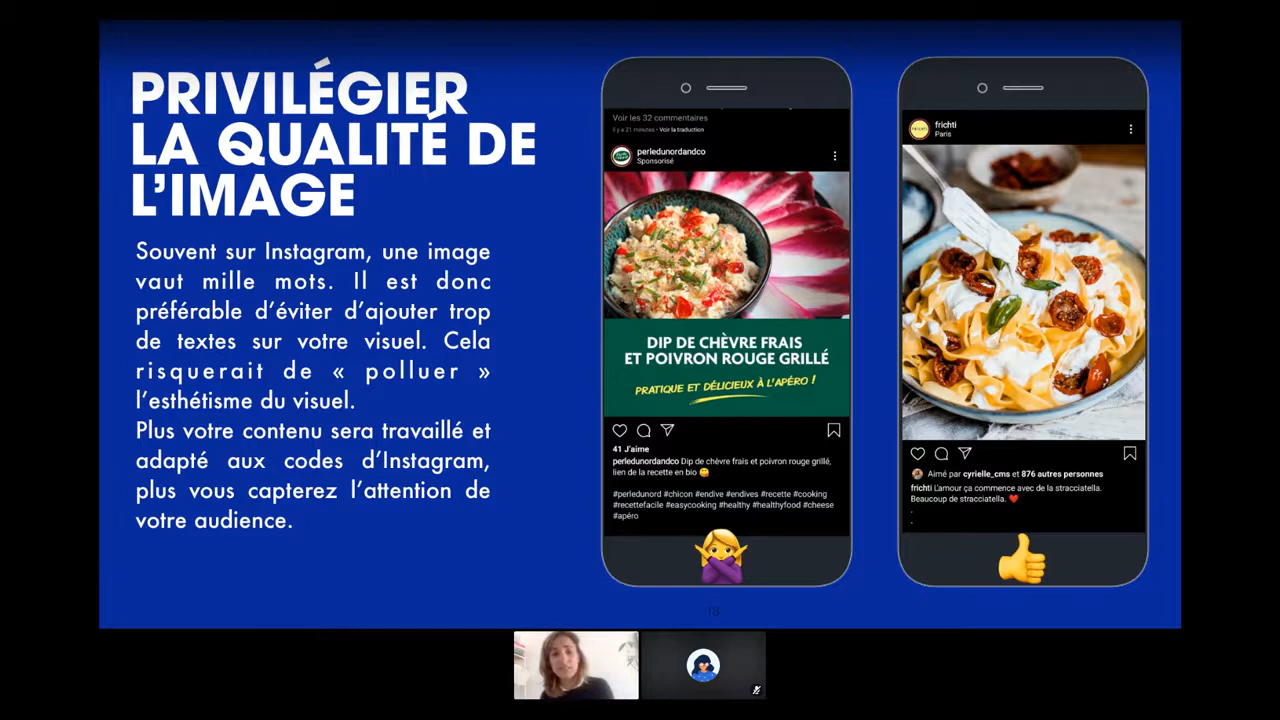 PRIVILÉGIER
LA QUALITÉ DE
L'IMAGE
Souvent sur Instagram, une image
vaut mille mots. Il est donc
préférable d'éviter d'ajouter trop
de textes sur votre visuel. Cela
risquerait de « polluer »
l'esthétisme du visuel.
Plus votre contenu sera travaillé et
adapté aux codes d'Instagram,
plus vous capterez l'attention de
votre audience.
Voir les 32 commentaires
il y a 21 minutes • Voir la traduction
perledunordandco
Sponsorisé
DIP DE CHÈVRE FRAIS
ET POIVRON ROUGE GRILLÉ
PRATIQUE ET DÉLICIEUX À L'APÉRO !
41 J'aime
perledunordandco Dip de chèvre frais et poivron rouge grillé,
lien de la recette en bio 😋
#perledunord #chicon #endive #endives #recette #cooking
#recettefacile #easycooking #healthy #healthyfood #cheese
#apéro
frichti
Paris
Aimé par cyrielle_cms et 876 autres personnes
frichti L'amour ça commence avec de la stracciatella.
Beaucoup de stracciatella. ❤️
.
.
13